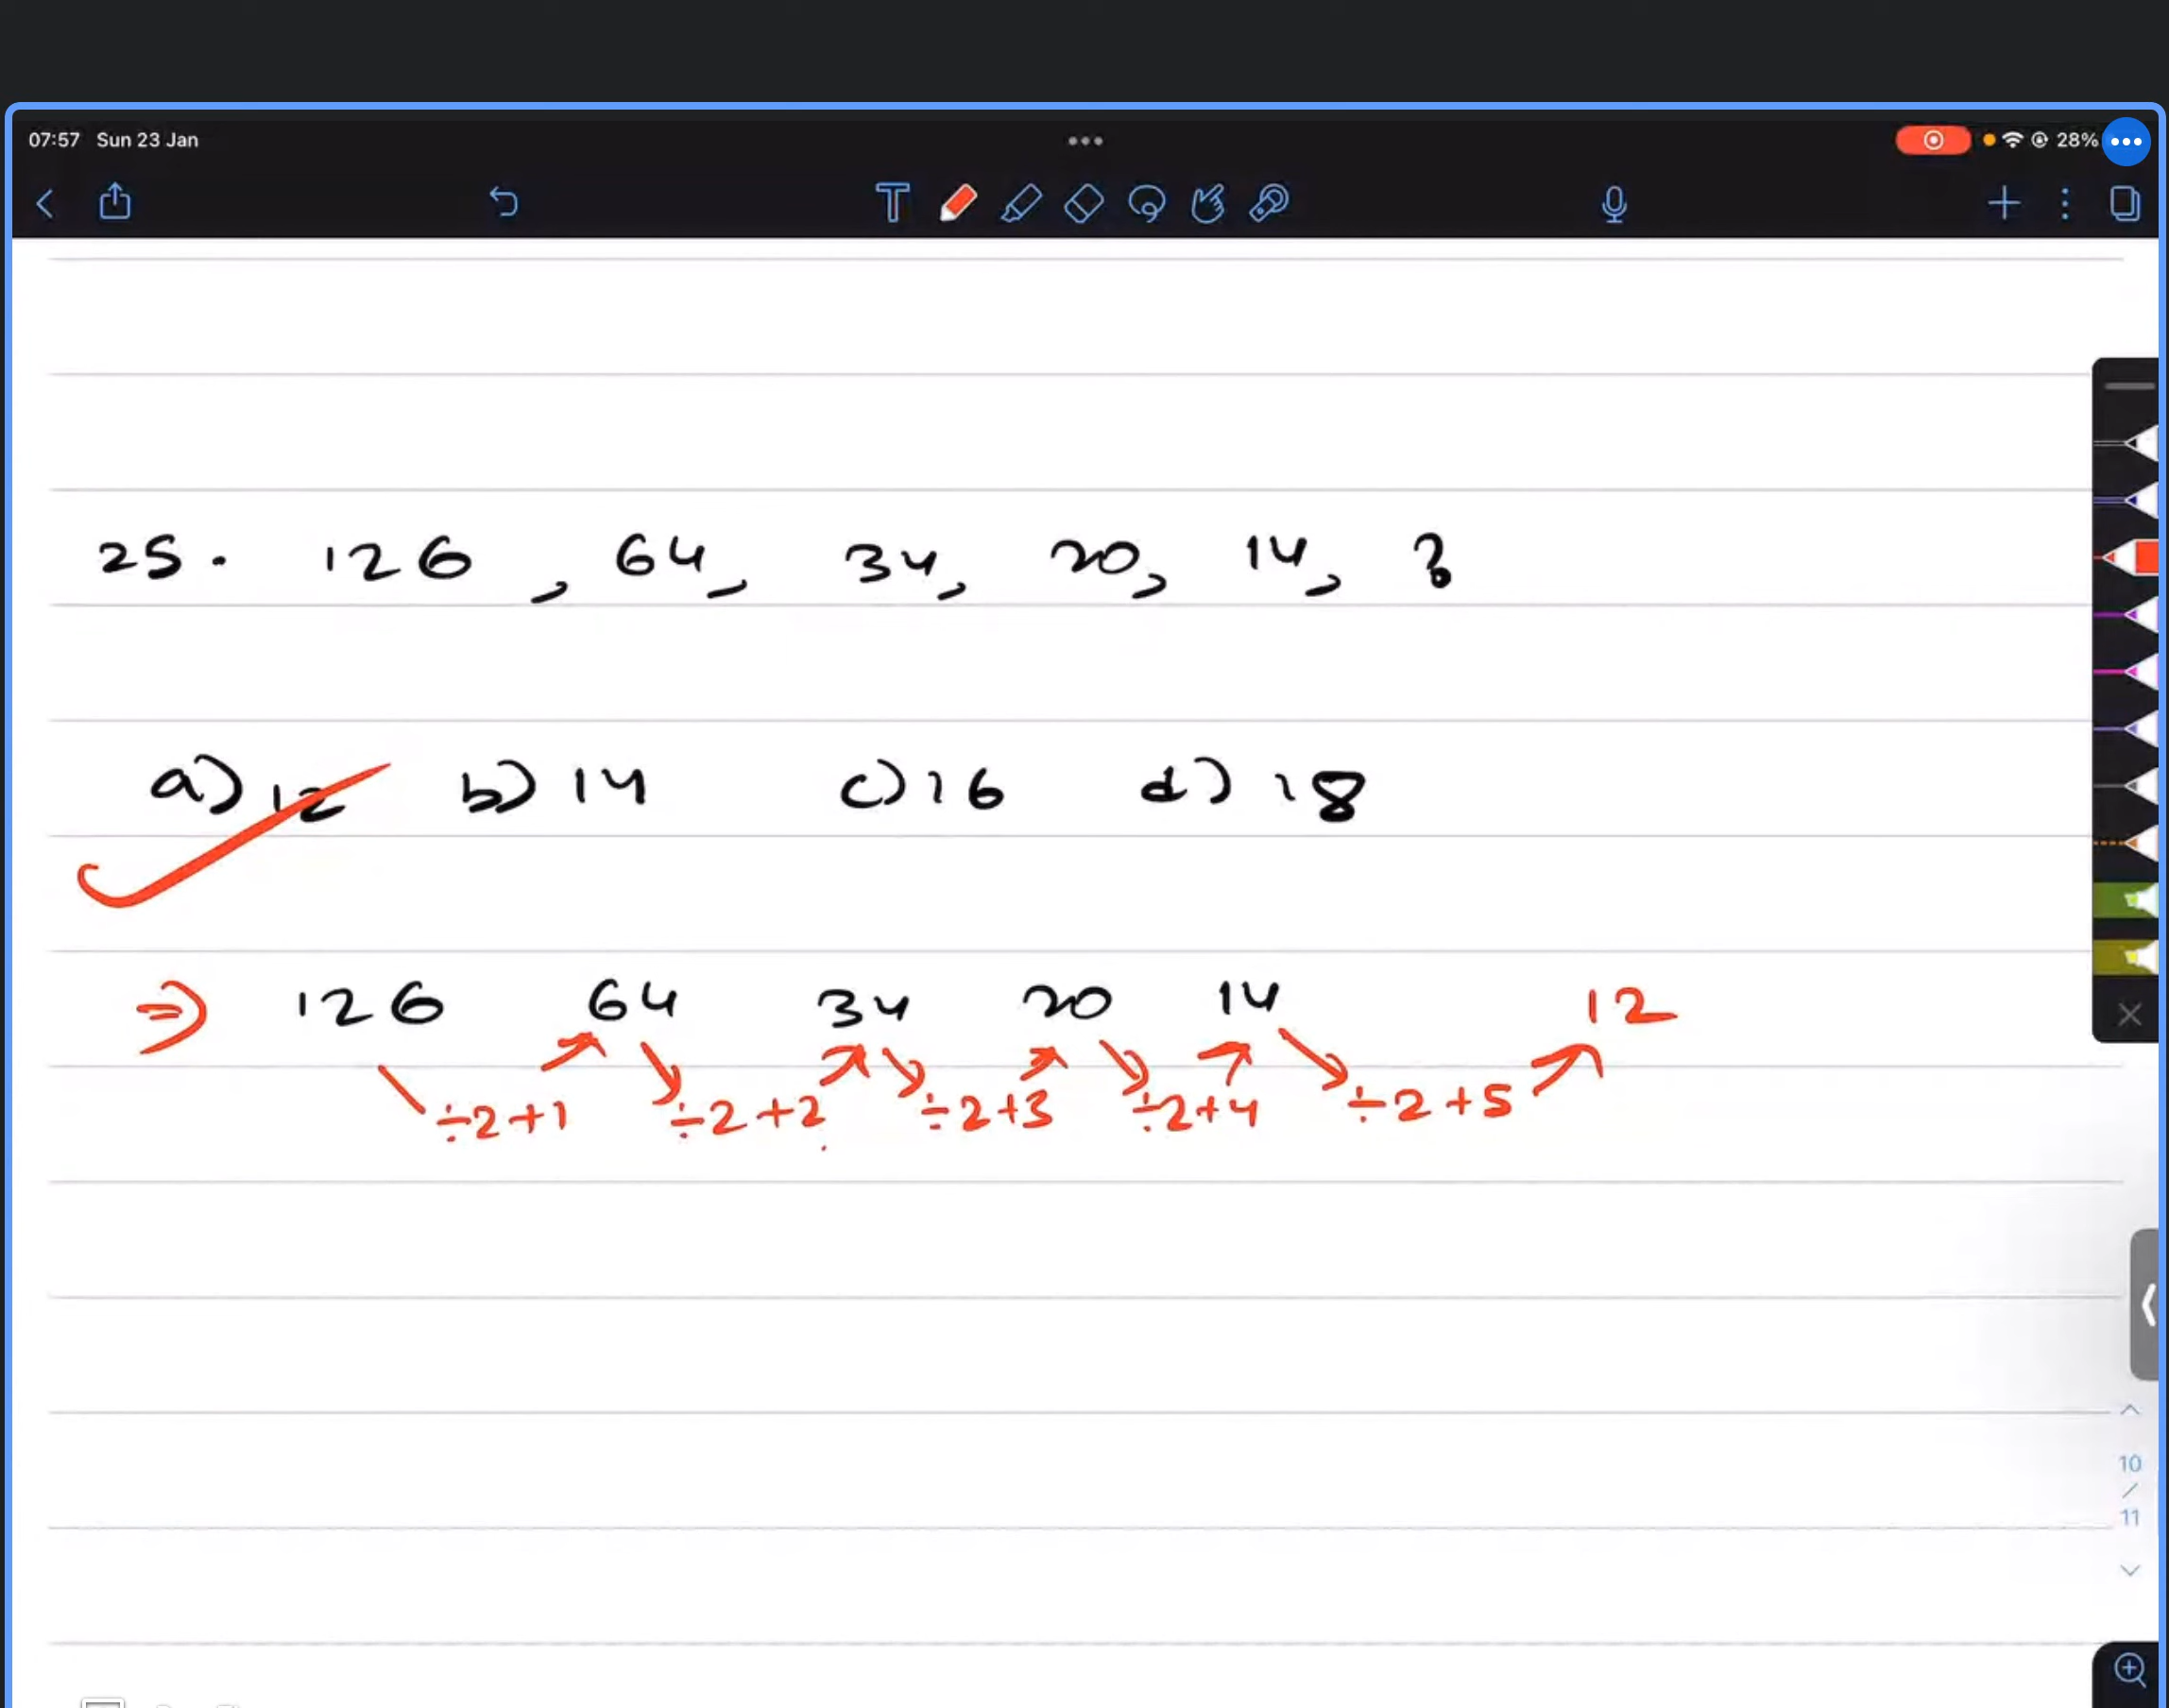 07:57 Sun 23 Jan
28%
T
25. 126, 64, 34, 20, 14, ?
a) 12 b) 14 c) 16 d) 18
⇒ 126 64 34 20 14 12
÷2+1 ÷2+2 ÷2+3 ÷2+4 ÷2+5
10
/
11